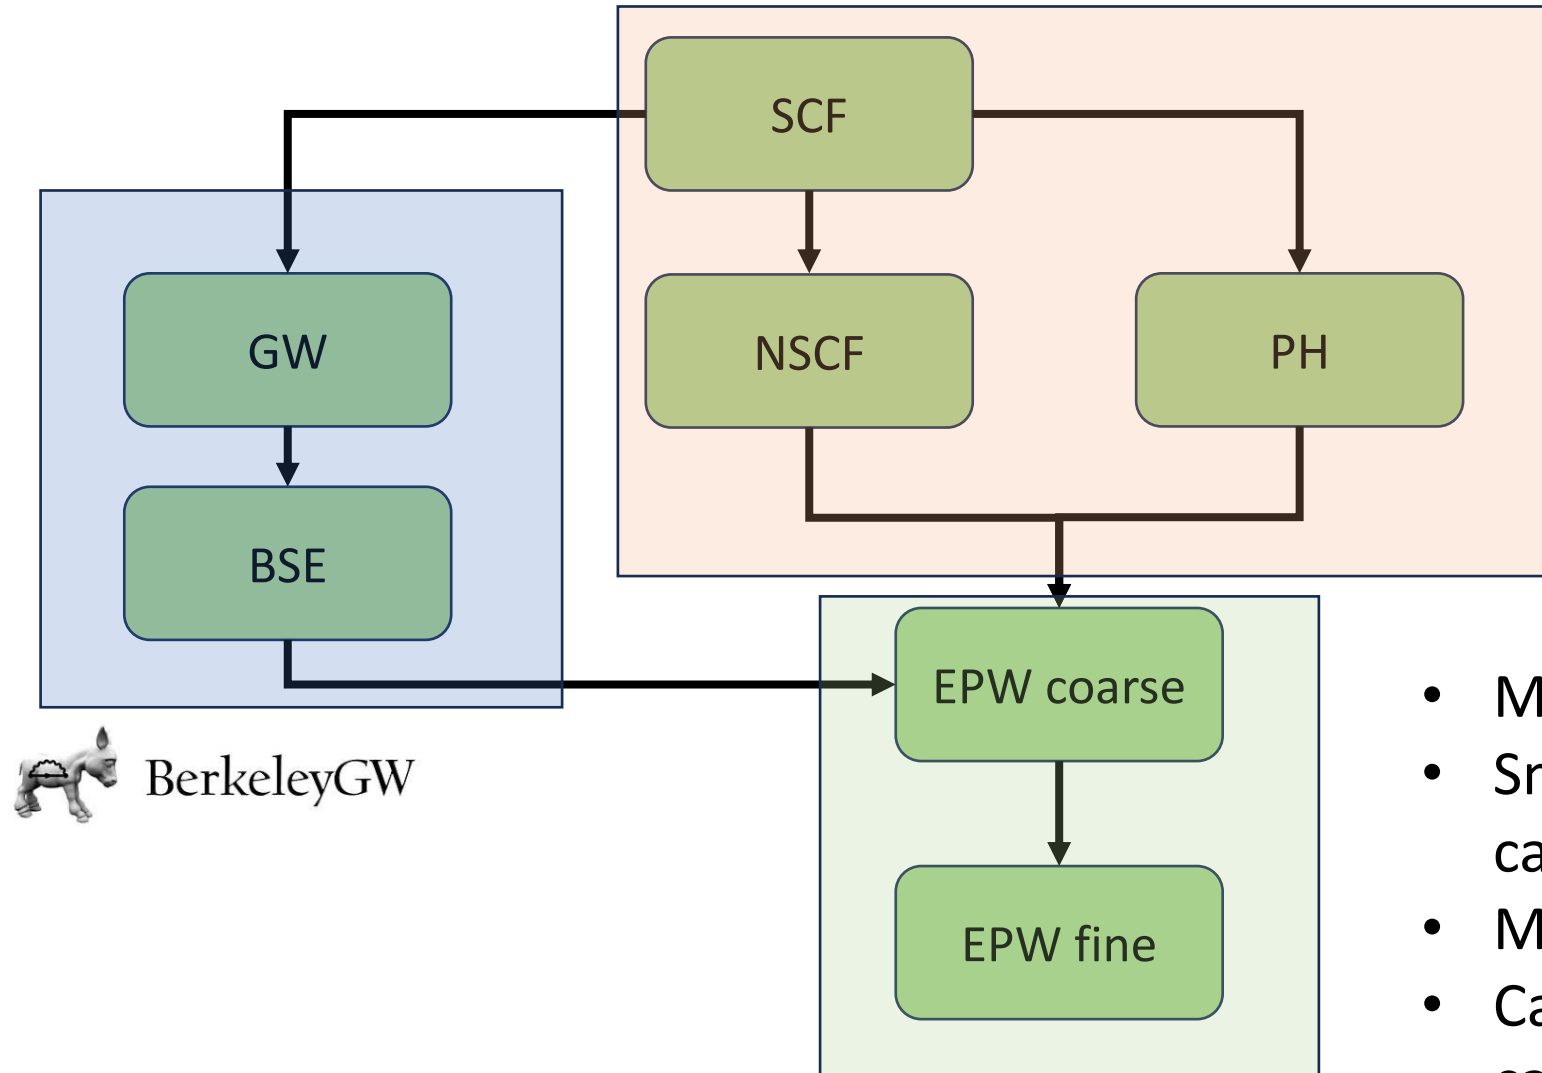 SCF
GW
NSCF
PH
BSE
EPW coarse
BerkeleyGW
EPW fine